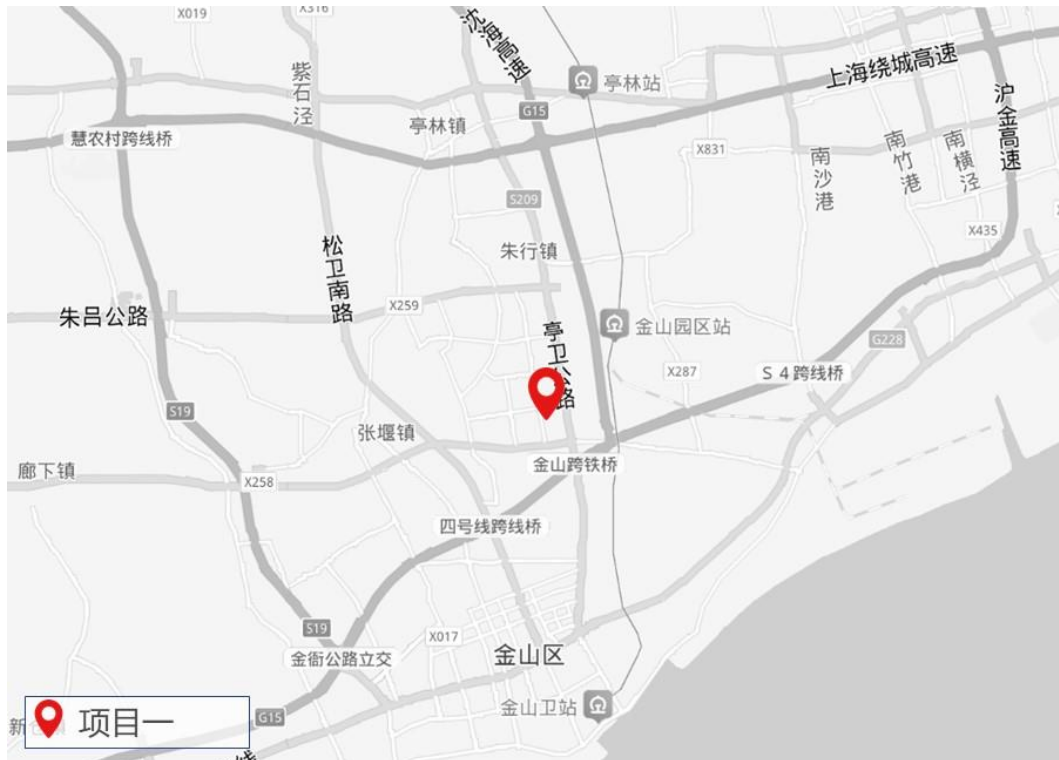 X019
X316
沈海高速
紫石泾
亭林站
上海绕城高速
沪金高速
G15
亭林镇
慧农村跨线桥
X831
南沙港
南竹港
南横泾
S209
X435
松卫南路
朱行镇
X259
朱吕公路
亭卫公路
金山园区站
G228
X287
S4跨线桥
S19
张堰镇
廊下镇
X258
金山跨铁桥
四号线跨线桥
S19
X017
金山区
金衙公路立交
金山卫站
G15
项目一
线